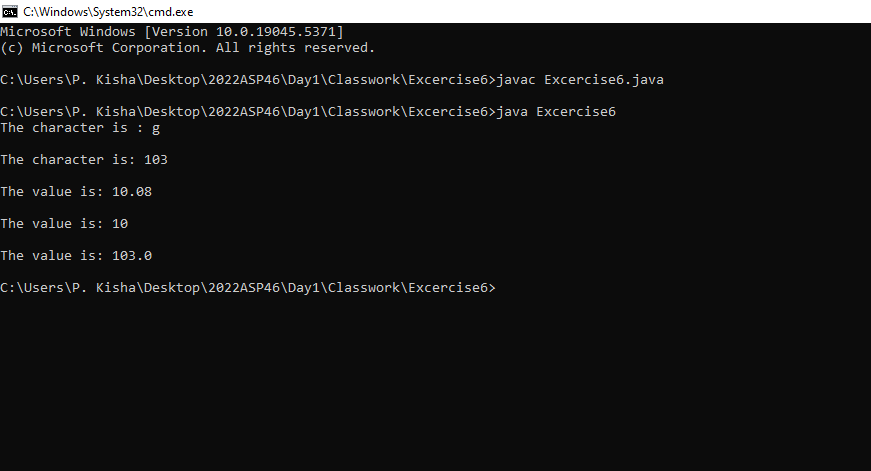 C:\Windows\System32\cmd.exe
Microsoft Windows [Version 10.0.19045.5371]
(c) Microsoft Corporation. All rights reserved.
C:\Users\P. Kisha\Desktop\2022ASP46\Day1\Classwork\Excercise6>javac Excercise6.java
C:\Users\P. Kisha\Desktop\2022ASP46\Day1\Classwork\Excercise6>java Excercise6
The character is : g
The character is: 103
The value is: 10.08
The value is: 10
The value is: 103.0
C:\Users\P. Kisha\Desktop\2022ASP46\Day1\Classwork\Excercise6>